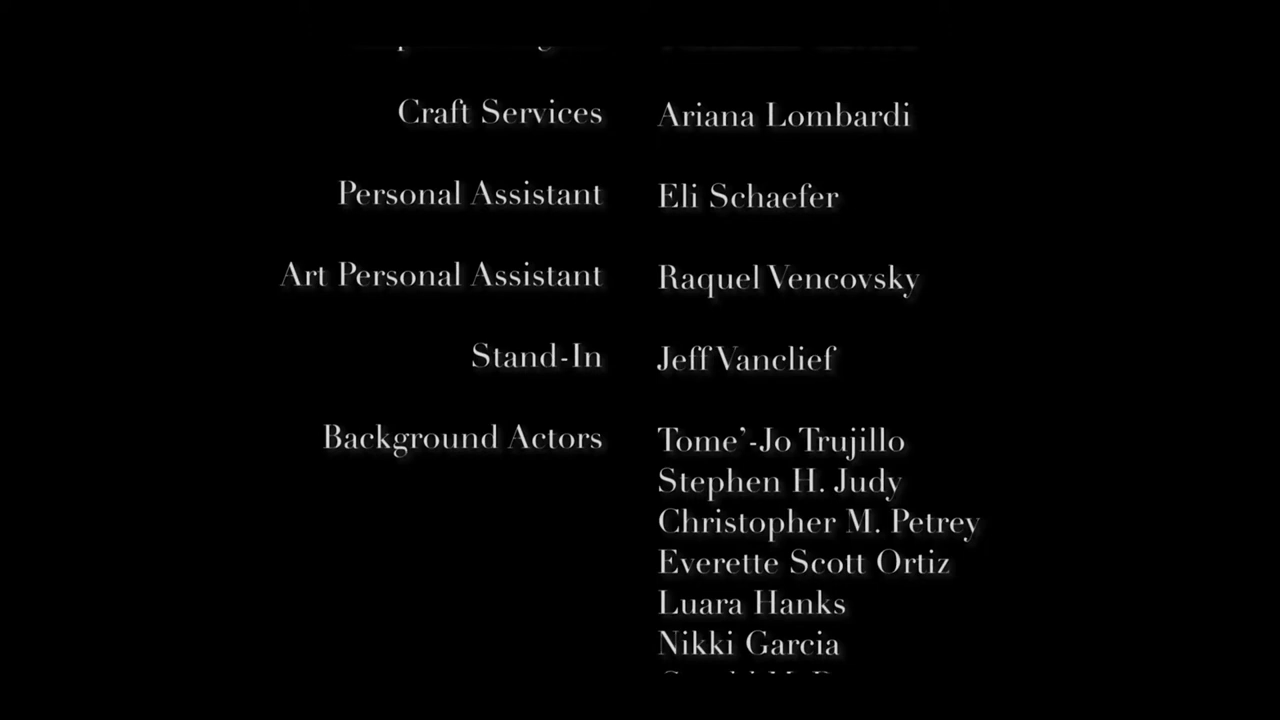 Craft Services Ariana Lombardi
Personal Assistant Eli Schaefer
Art Personal Assistant Raquel Vencovsky
Stand-In Jeff Vanclief
Background Actors Tome'-Jo Trujillo
Stephen H. Judy
Christopher M. Petrey
Everette Scott Ortiz
Luara Hanks
Nikki Garcia